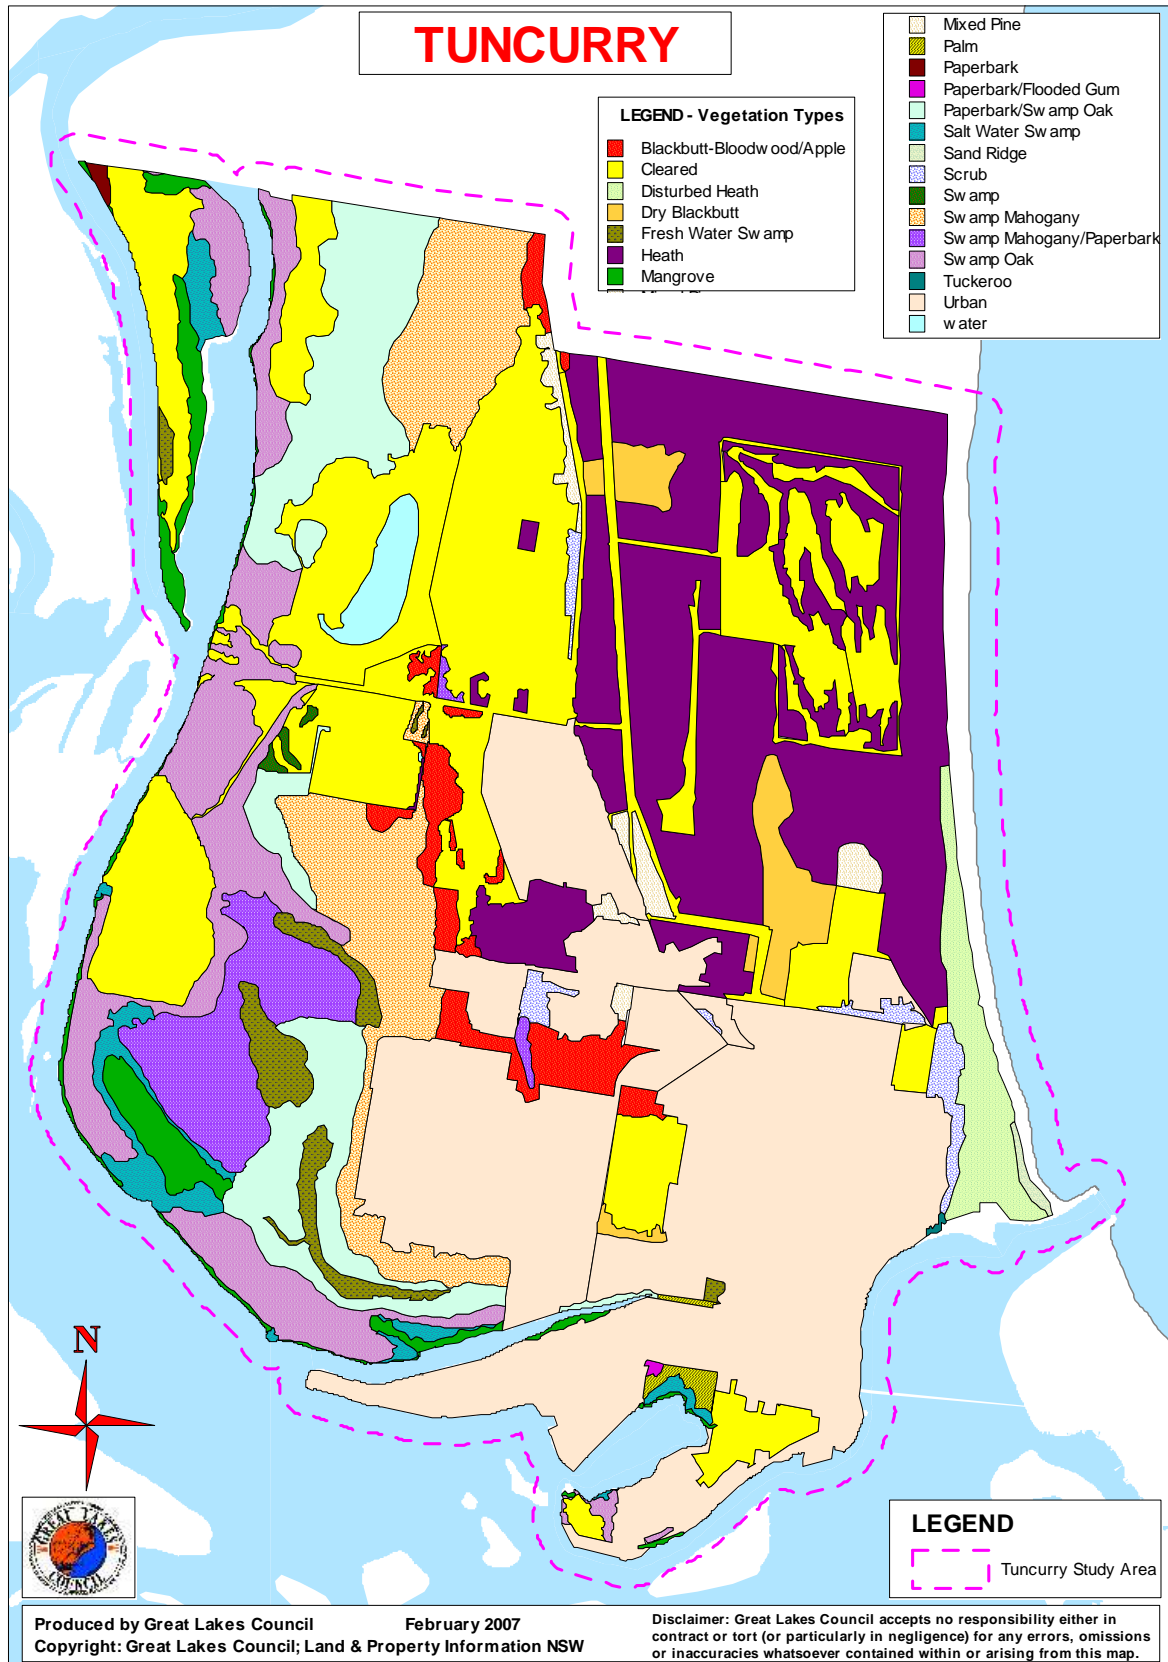 TUNCURRY
LEGEND - Vegetation Types
Blackbutt-Bloodwood/Apple
Cleared
Disturbed Heath
Dry Blackbutt
Fresh Water Swamp
Heath
Mangrove
Mixed Pine
Palm
Paperbark
Paperbark/Flooded Gum
Paperbark/Swamp Oak
Salt Water Swamp
Sand Ridge
Scrub
Swamp
Swamp Mahogany
Swamp Mahogany/Paperbark
Swamp Oak
Tuckeroo
Urban
water
N
GREAT LAKES
COUNCIL
LEGEND
Tuncurry Study Area
Produced by Great Lakes Council February 2007
Copyright: Great Lakes Council; Land & Property Information NSW
Disclaimer: Great Lakes Council accepts no responsibility either in
contract or tort (or particularly in negligence) for any errors, omissions
or inaccuracies whatsoever contained within or arising from this map.